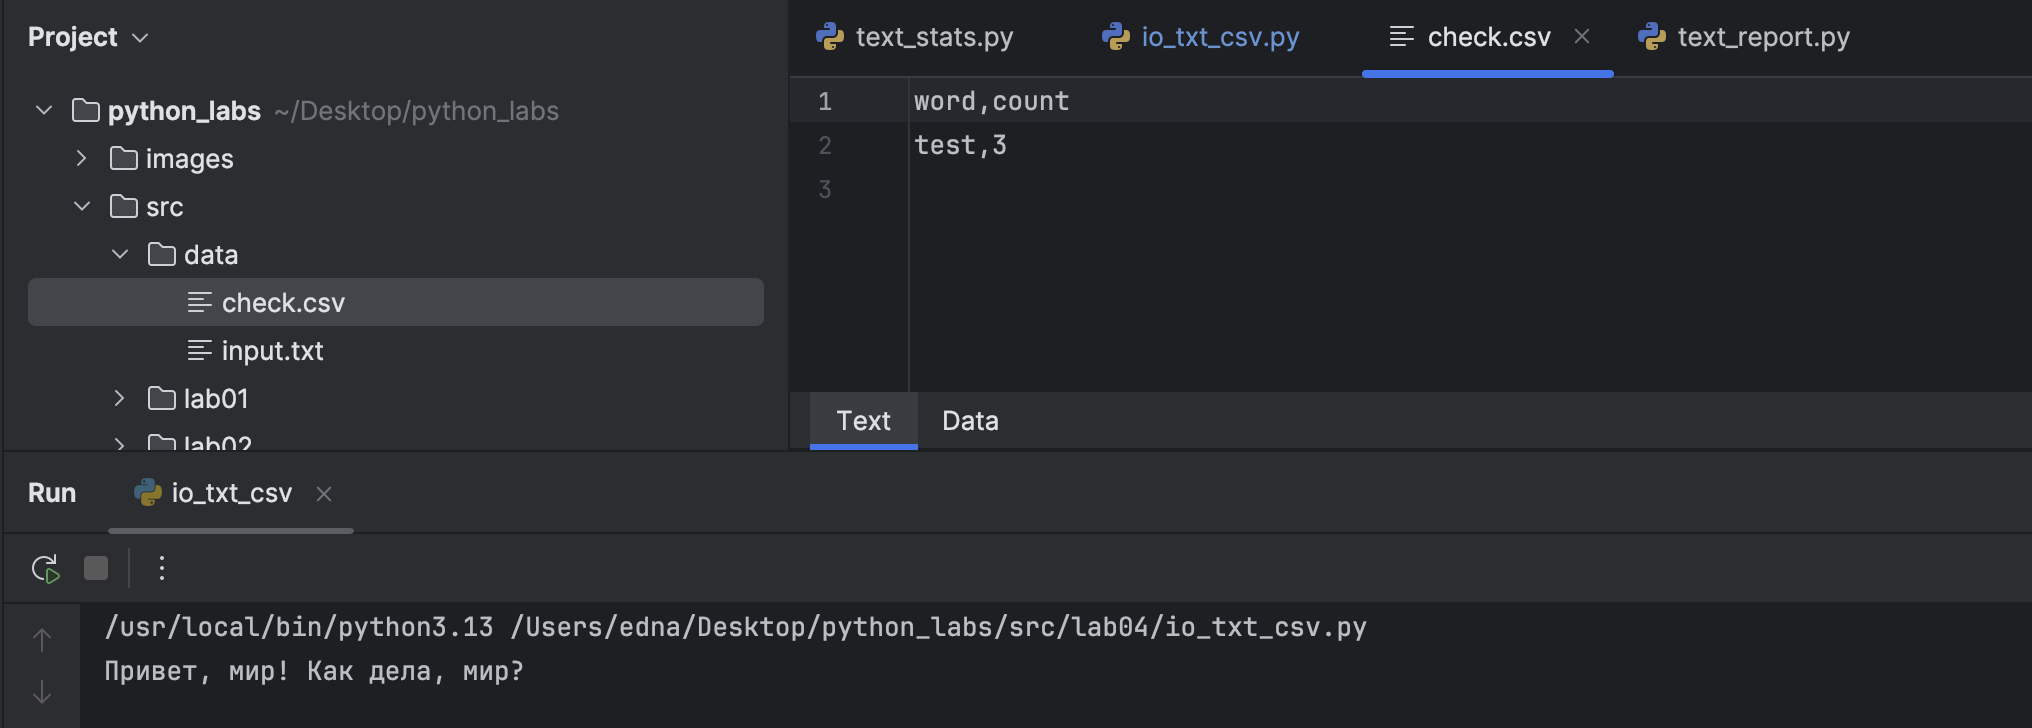 Project
python_labs ~/Desktop/python_labs
images
src
data
check.csv
input.txt
lab01
lab02
text_stats.py io_txt_csv.py check.csv text_report.py
1 word,count
2 test,3
3
Text Data
Run io_txt_csv
/usr/local/bin/python3.13 /Users/edna/Desktop/python_labs/src/lab04/io_txt_csv.py
Привет, мир! Как дела, мир?